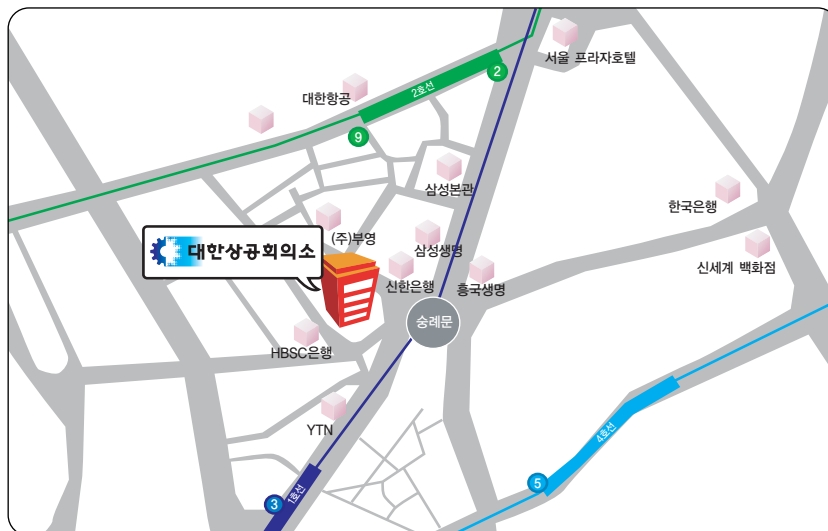 서울 프라자호텔
2
2호선
대한항공
9
삼성본관
한국은행
(주)부영
삼성생명
대한상공회의소
신세계 백화점
신한은행
흥국생명
숭례문
HBSC은행
YTN
4호선
5
1호선
3